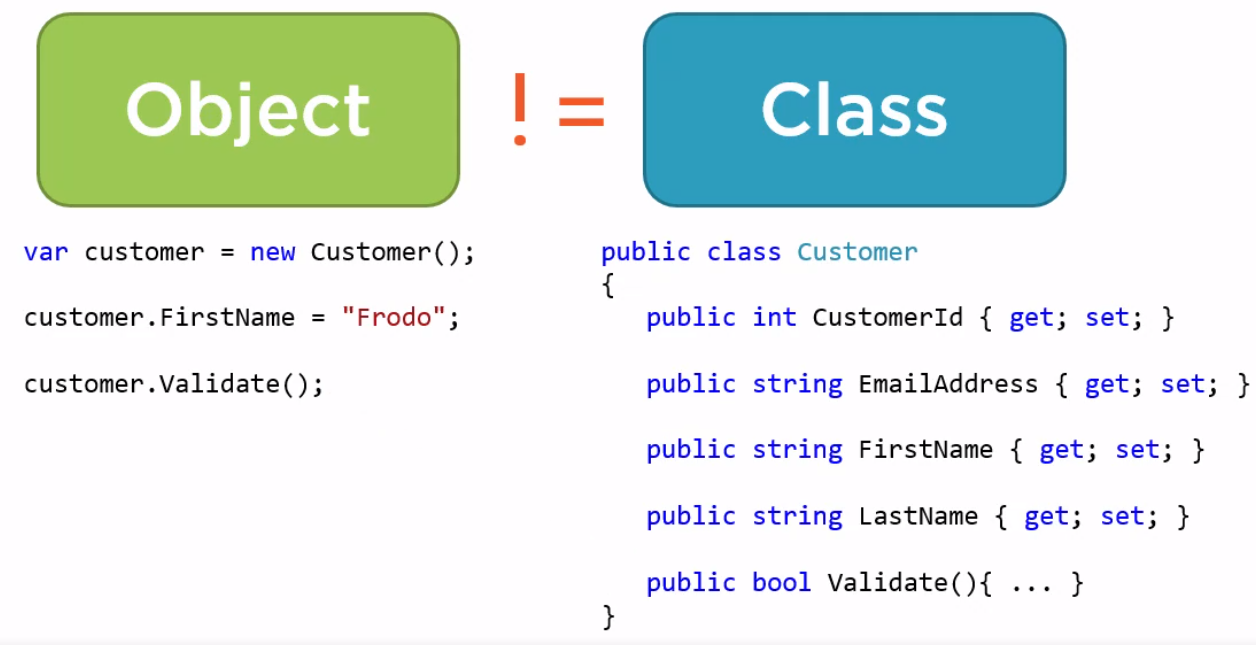 Object != Class
var customer = new Customer();
customer.FirstName = "Frodo";
customer.Validate();
public class Customer
{
public int CustomerId { get; set; }
public string EmailAddress { get; set; }
public string FirstName { get; set; }
public string LastName { get; set; }
public bool Validate(){ ... }
}